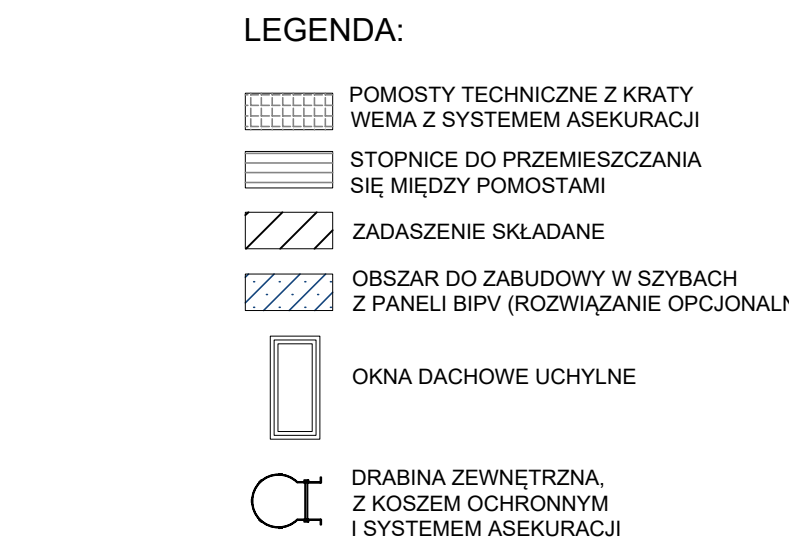 LEGENDA:
POMOSTY TECHNICZNE Z KRATY
WEMA Z SYSTEMEM ASEKURACJI
STOPNICE DO PRZEMIESZCZANIA
SIĘ MIĘDZY POMOSTAMI
ZADASZENIE SKŁADANE
OBSZAR DO ZABUDOWY W SZYBACH
Z PANELI BIPV (ROZWIĄZANIE
OKNA DACHOWE UCHYLNE
DRABINA ZEWNĘTRZNA,
Z KOSZEM OCHRONNYM
I SYSTEMEM ASEKURACJI